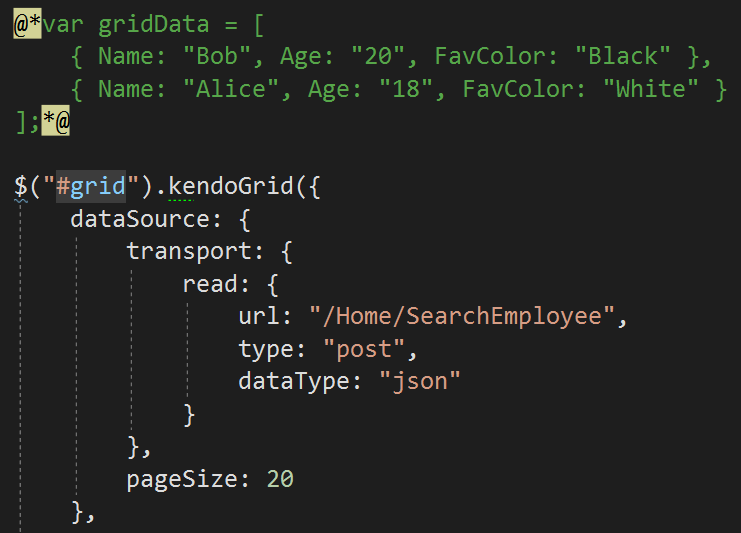 @*var gridData = [
    { Name: "Bob", Age: "20", FavColor: "Black" },
    { Name: "Alice", Age: "18", FavColor: "White" }
];*@

$("#grid").kendoGrid({
    dataSource: {
        transport: {
            read: {
                url: "/Home/SearchEmployee",
                type: "post",
                dataType: "json"
            }
        },
        pageSize: 20
    },